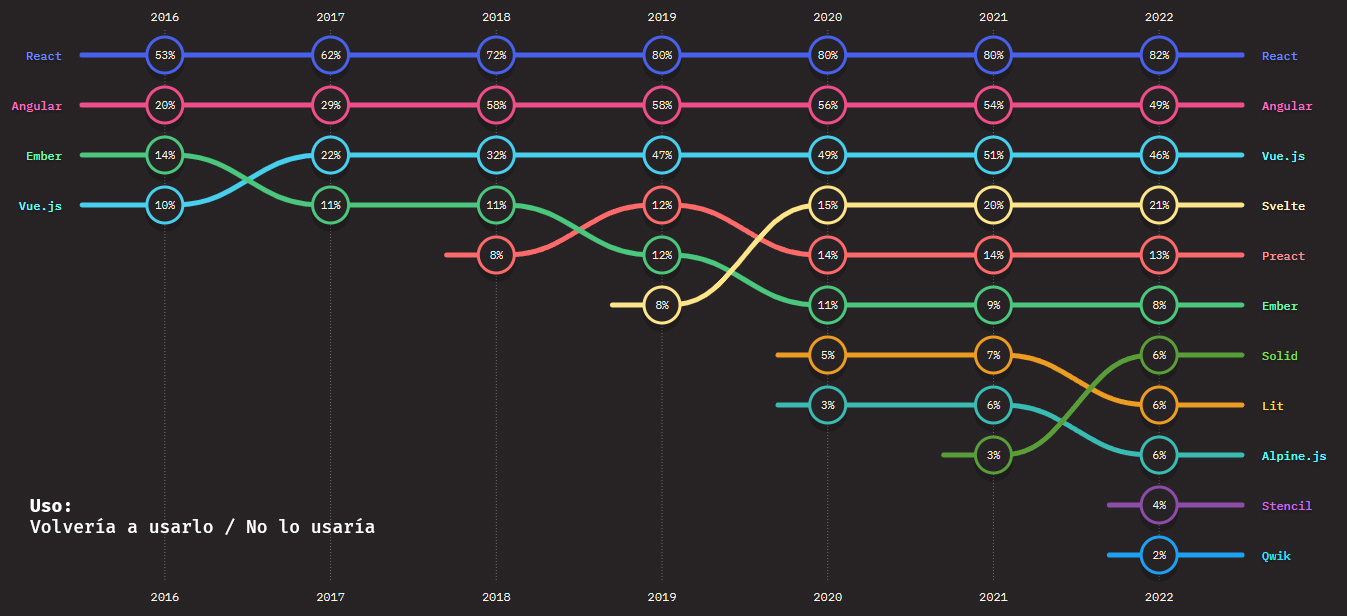 2016 2017 2018 2019 2020 2021 2022
React 53% 62% 72% 80% 80% 80% 82% React
Angular 20% 29% 58% 58% 56% 54% 49% Angular
Ember 14% 22% 32% 47% 49% 51% 46% Vue.js
Vue.js 10% 11% 11% 12% 15% 20% 21% Svelte
8% 12% 14% 14% 13% Preact
8% 11% 9% 8% Ember
5% 7% 6% Solid
3% 6% 6% Lit
3% 6% Alpine.js
4% Stencil
Uso:
Volvería a usarlo / No lo usaría
2% Qwik
2016 2017 2018 2019 2020 2021 2022